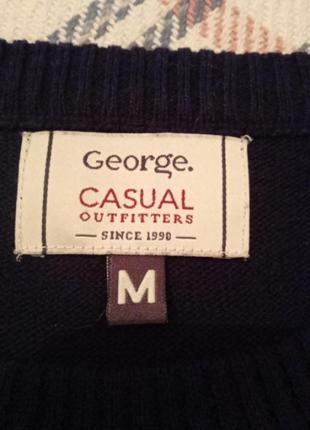 George.
CASUAL
OUTFITTERS
SINCE 1990
M